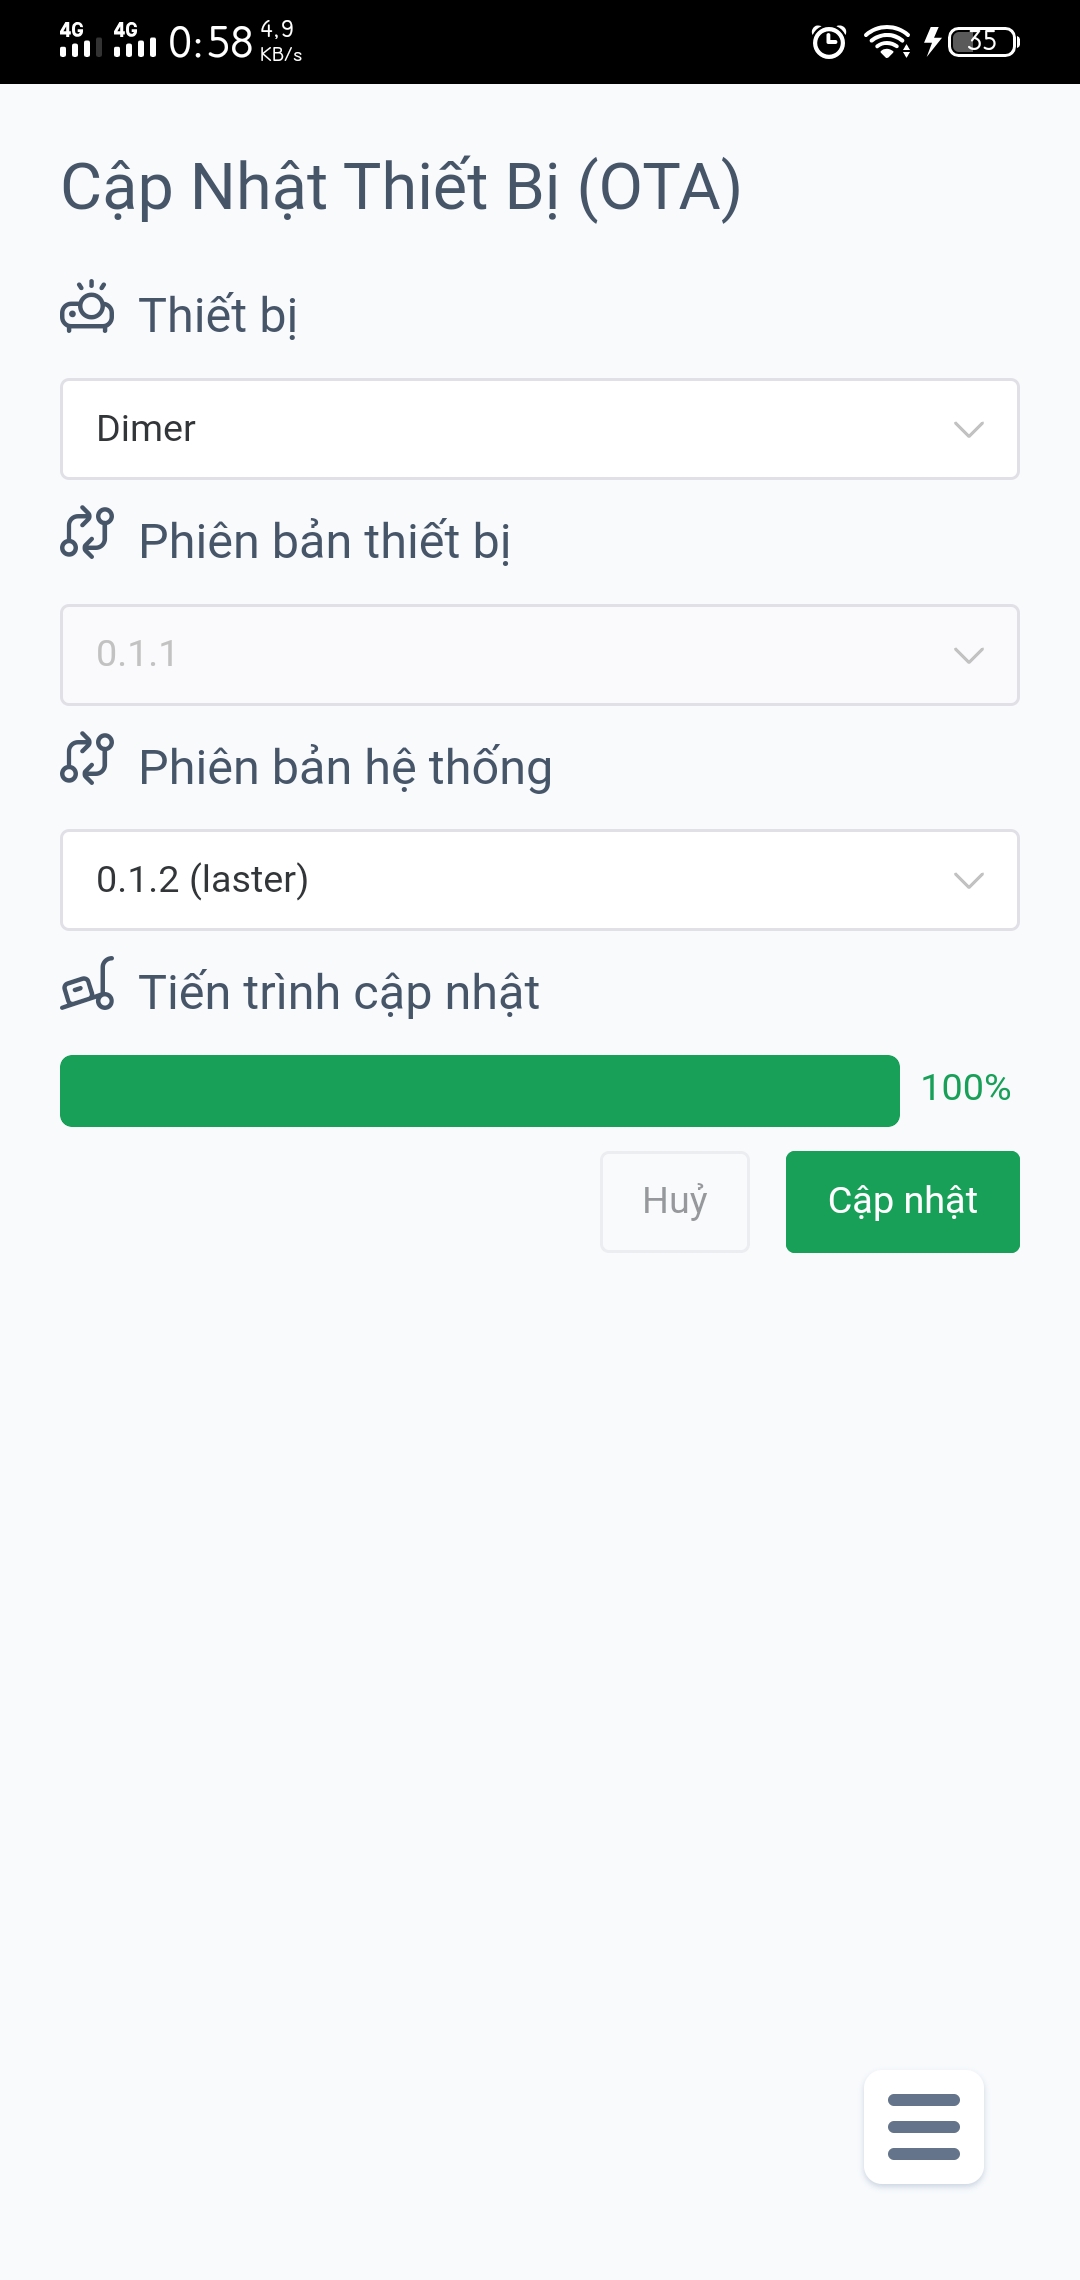 4G 4G 0:58 4,9 KB/s 35
Cập Nhật Thiết Bị (OTA)
Thiết bị
Dimer
Phiên bản thiết bị
0.1.1
Phiên bản hệ thống
0.1.2 (laster)
Tiến trình cập nhật
100%
Huỷ Cập nhật